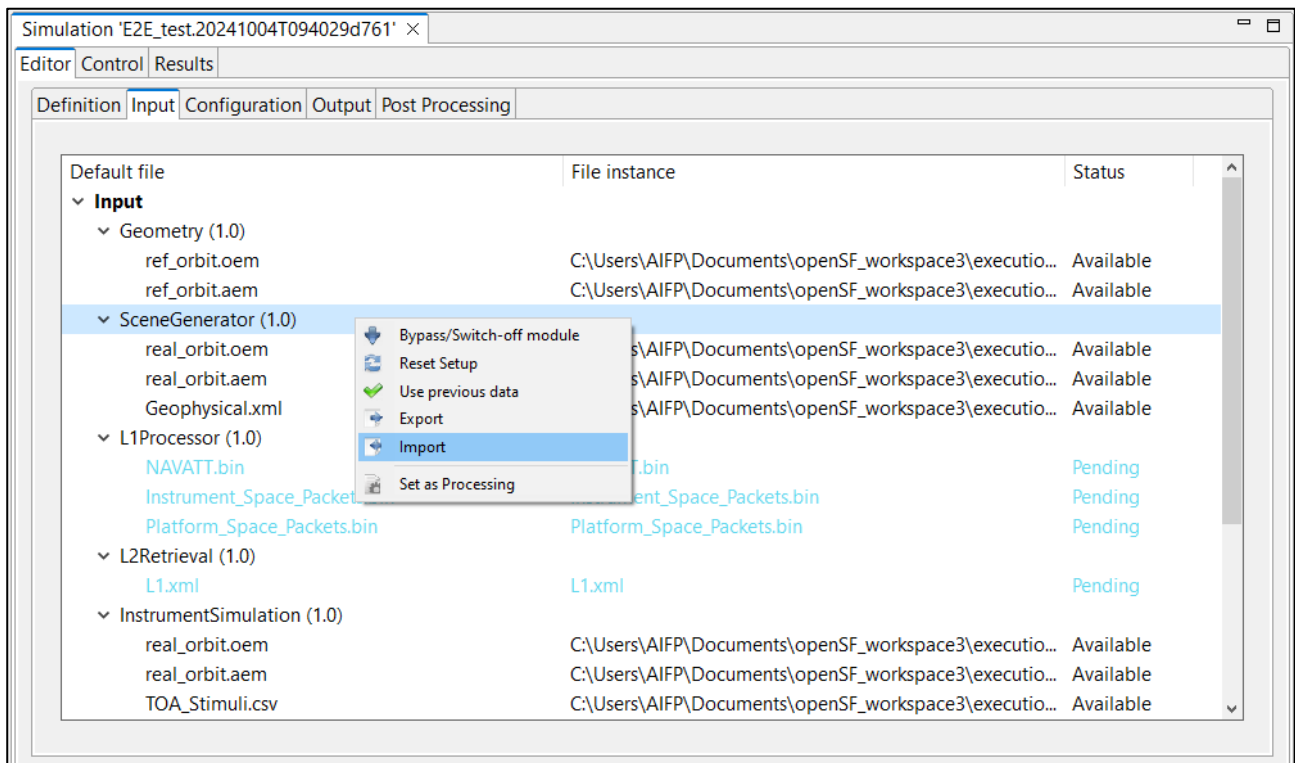 Simulation 'E2E_test.20241004T094029d761'
Editor Control Results
Definition Input Configuration Output Post Processing
Default file File instance Status
Input
Geometry (1.0)
ref_orbit.oem C:\Users\AIFP\Documents\openSF_workspace3\executio... Available
ref_orbit.aem C:\Users\AIFP\Documents\openSF_workspace3\executio... Available
SceneGenerator (1.0)
Bypass/Switch-off module
real_orbit.oem s\AIFP\Documents\openSF_workspace3\executio... Available
Reset Setup
real_orbit.aem s\AIFP\Documents\openSF_workspace3\executio... Available
Use previous data
Geophysical.xml s\AIFP\Documents\openSF_workspace3\executio... Available
Export
L1Processor (1.0)
Import
NAVATT.bin T.bin Pending
Set as Processing
Instrument_Space_Packets.bin Instrument_Space_Packets.bin Pending
Platform_Space_Packets.bin Platform_Space_Packets.bin Pending
L2Retrieval (1.0)
L1.xml L1.xml Pending
InstrumentSimulation (1.0)
real_orbit.oem C:\Users\AIFP\Documents\openSF_workspace3\executio... Available
real_orbit.aem C:\Users\AIFP\Documents\openSF_workspace3\executio... Available
TOA_Stimuli.csv C:\Users\AIFP\Documents\openSF_workspace3\executio... Available